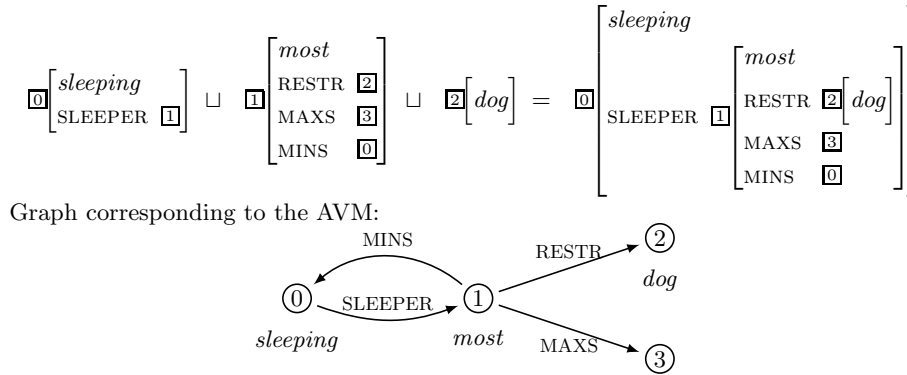 0 [sleeping SLEEPER 1] ⊔ 1 [most RESTR 2 MAXS 3 MINS 0] ⊔ 2 [dog] = 0 [sleeping SLEEPER 1 [most RESTR 2 [dog] MAXS 3 MINS 0]]
Graph corresponding to the AVM:
MINS
RESTR
2
dog
0
SLEEPER
1
sleeping
most
MAXS
3